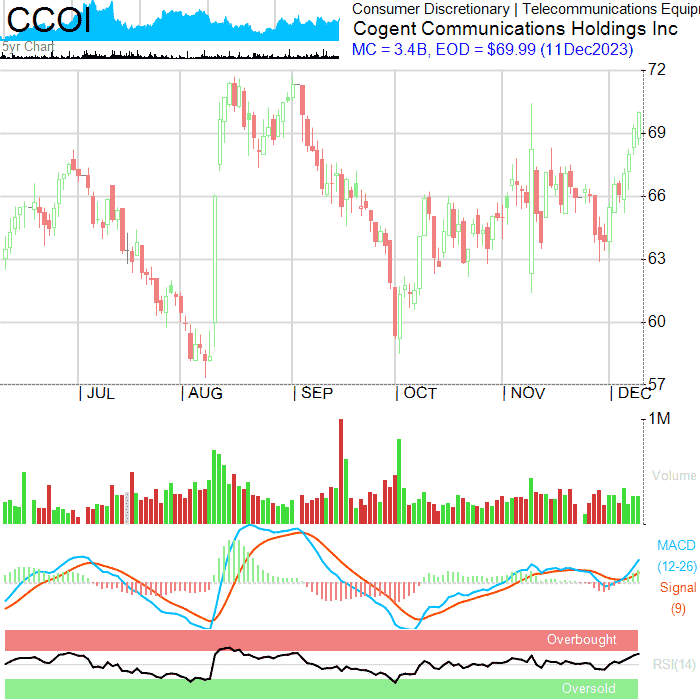 CCOI
5yr Chart
Consumer Discretionary | Telecommunications Equip
Cogent Communications Holdings Inc
MC = 3.4B, EOD = $69.99 (11Dec2023)
72
69
66
63
60
57
| JUL
| AUG
| SEP
| OCT
| NOV
| DEC
1M
Volume
MACD
(12-26)
Signal
(9)
Overbought
RSI(14)
Oversold